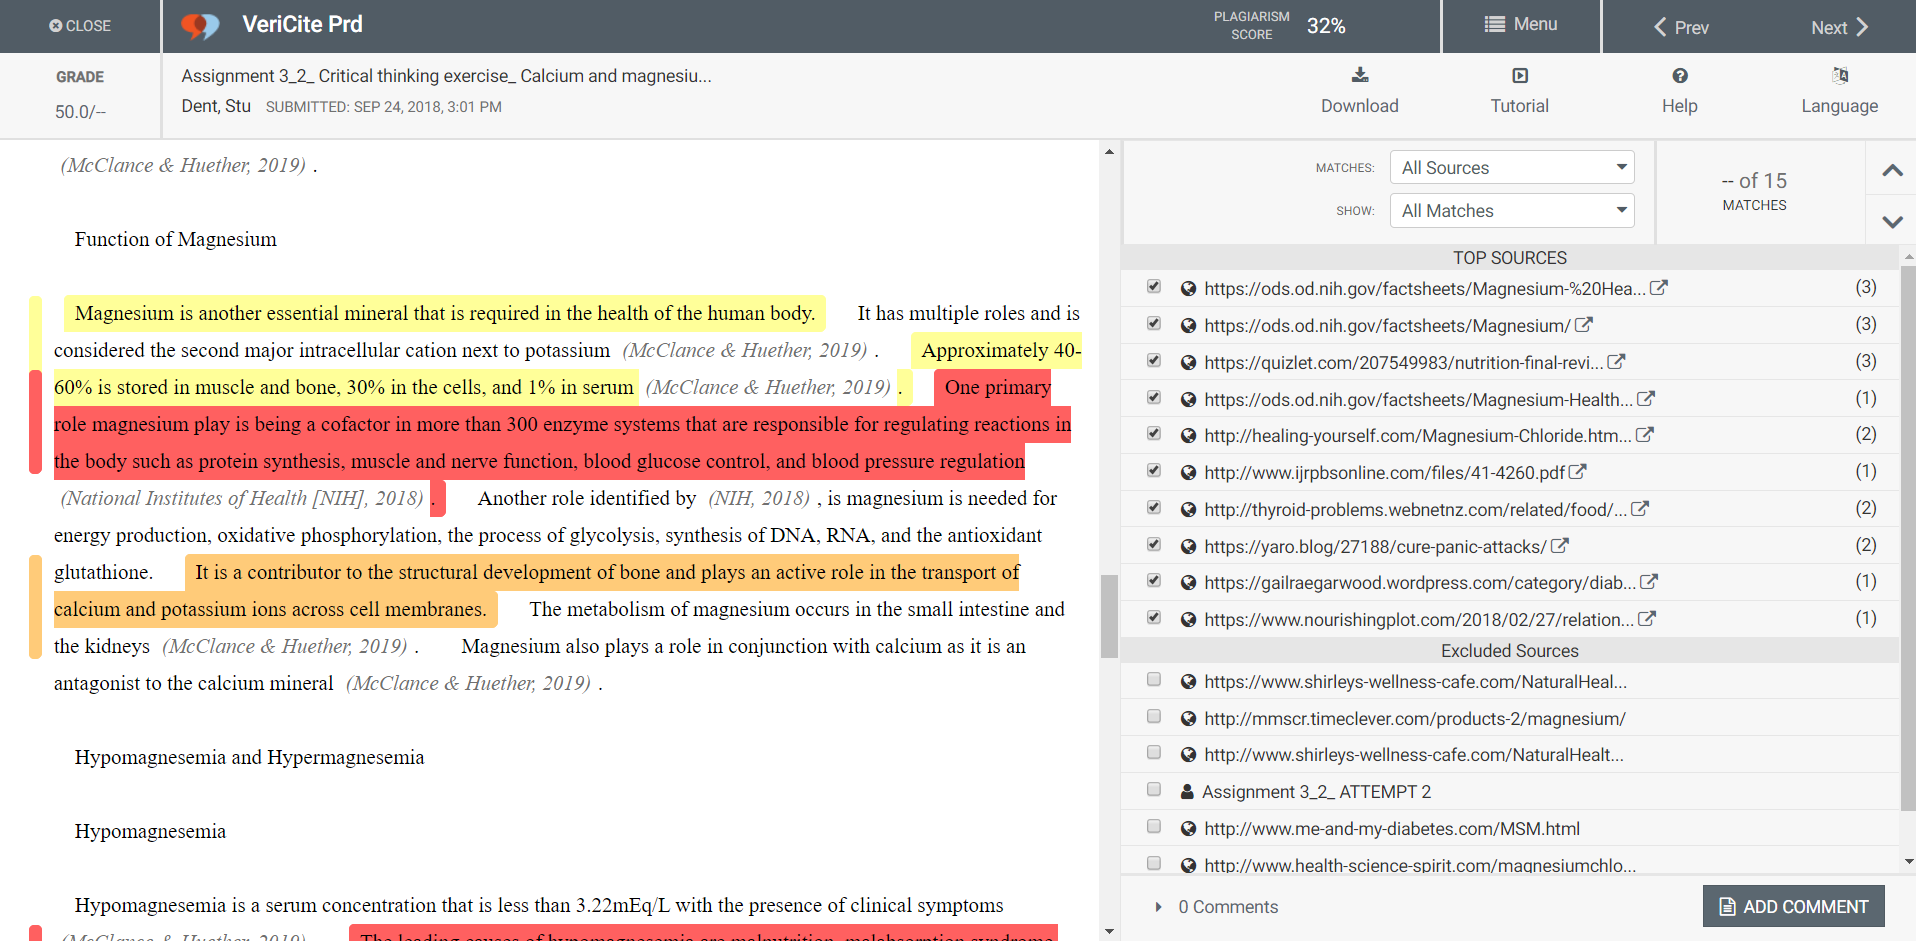 CLOSE
VeriCite Prd
PLAGIARISM
SCORE
32%
Menu
Prev
Next
GRADE
50.0/--
Assignment 3_2_ Critical thinking exercise_ Calcium and magnesiu...
Dent, Stu SUBMITTED: SEP 24, 2018, 3:01 PM
Download
Tutorial
Help
Language
(McClance & Huether, 2019) .
Function of Magnesium
Magnesium is another essential mineral that is required in the health of the human body. It has multiple roles and is
considered the second major intracellular cation next to potassium (McClance & Huether, 2019) . Approximately 40-
60% is stored in muscle and bone, 30% in the cells, and 1% in serum (McClance & Huether, 2019) . One primary
role magnesium play is being a cofactor in more than 300 enzyme systems that are responsible for regulating reactions in
the body such as protein synthesis, muscle and nerve function, blood glucose control, and blood pressure regulation
(National Institutes of Health [NIH], 2018) . Another role identified by (NIH, 2018) , is magnesium is needed for
energy production, oxidative phosphorylation, the process of glycolysis, synthesis of DNA, RNA, and the antioxidant
glutathione. It is a contributor to the structural development of bone and plays an active role in the transport of
calcium and potassium ions across cell membranes. The metabolism of magnesium occurs in the small intestine and
the kidneys (McClance & Huether, 2019) . Magnesium also plays a role in conjunction with calcium as it is an
antagonist to the calcium mineral (McClance & Huether, 2019) .
Hypomagnesemia and Hypermagnesemia
Hypomagnesemia
Hypomagnesemia is a serum concentration that is less than 3.22mEq/L with the presence of clinical symptoms
(McClance & Huether, 2019) The leading causes of hypomagnesemia are malnutrition, malabsorption syndrome
MATCHES: All Sources
SHOW: All Matches
-- of 15
MATCHES
TOP SOURCES
https://ods.od.nih.gov/factsheets/Magnesium-%20Hea... (3)
https://ods.od.nih.gov/factsheets/Magnesium/ (3)
https://quizlet.com/207549983/nutrition-final-revi... (3)
https://ods.od.nih.gov/factsheets/Magnesium-Health... (1)
http://healing-yourself.com/Magnesium-Chloride.htm... (2)
http://www.ijrpbsonline.com/files/41-4260.pdf (1)
http://thyroid-problems.webnetnz.com/related/food/... (2)
https://yaro.blog/27188/cure-panic-attacks/ (2)
https://gailraegarwood.wordpress.com/category/diab... (1)
https://www.nourishingplot.com/2018/02/27/relation... (1)
Excluded Sources
https://www.shirleys-wellness-cafe.com/NaturalHeal...
http://mmscr.timeclever.com/products-2/magnesium/
http://www.shirleys-wellness-cafe.com/NaturalHealt...
Assignment 3_2_ ATTEMPT 2
http://www.me-and-my-diabetes.com/MSM.html
http://www.health-science-spirit.com/magnesiumchlo...
0 Comments
ADD COMMENT